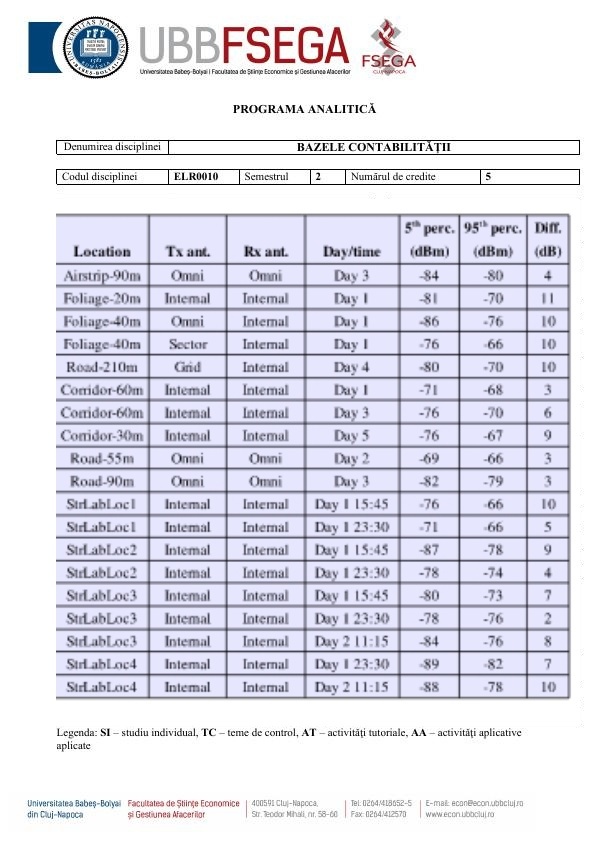 UBBFSEGA
Universitatea Babeş-Bolyai | Facultatea de Ştiinţe Economice şi Gestiunea Afacerilor
FSEGA
CLUJ-NAPOCA
PROGRAMA ANALITICĂ
Denumirea disciplinei BAZELE CONTABILITĂŢII
Codul disciplinei ELR0010 Semestrul 2 Numărul de credite 5
Location Tx ant. Rx ant. Day/time 5th perc. (dBm) 95th perc. (dBm) Diff. (dB)
Airstrip-90m Omni Omni Day 3 -84 -80 4
Foliage-20m Internal Internal Day 1 -81 -70 11
Foliage-40m Omni Internal Day 1 -86 -76 10
Foliage-40m Sector Internal Day 1 -76 -66 10
Road-210m Grid Internal Day 4 -80 -70 10
Corridor-60m Internal Internal Day 1 -71 -68 3
Corridor-60m Internal Internal Day 3 -76 -70 6
Corridor-30m Internal Internal Day 5 -76 -67 9
Road-55m Omni Omni Day 2 -69 -66 3
Road-90m Omni Omni Day 3 -82 -79 3
StrLabLoc1 Internal Internal Day 1 15:45 -76 -66 10
StrLabLoc1 Internal Internal Day 1 23:30 -71 -66 5
StrLabLoc2 Internal Internal Day 1 15:45 -87 -78 9
StrLabLoc2 Internal Internal Day 1 23:30 -78 -74 4
StrLabLoc3 Internal Internal Day 1 15:45 -80 -73 7
StrLabLoc3 Internal Internal Day 1 23:30 -78 -76 2
StrLabLoc3 Internal Internal Day 2 11:15 -84 -76 8
StrLabLoc4 Internal Internal Day 1 23:30 -89 -82 7
StrLabLoc4 Internal Internal Day 2 11:15 -88 -78 10
Legenda: SI – studiu individual, TC – teme de control, AT – activităţi tutoriale, AA – activităţi aplicative
aplicate
Universitatea Babeş-Bolyai Facultatea de Ştiinţe Economice 400591 Cluj-Napoca, Tel: 0264/418652-5 E-mail: econ@econ.ubbcluj.ro
din Cluj-Napoca şi Gestiunea Afacerilor Str. Teodor Mihali, nr. 58-60 Fax: 0264/412570 www.econ.ubbcluj.ro